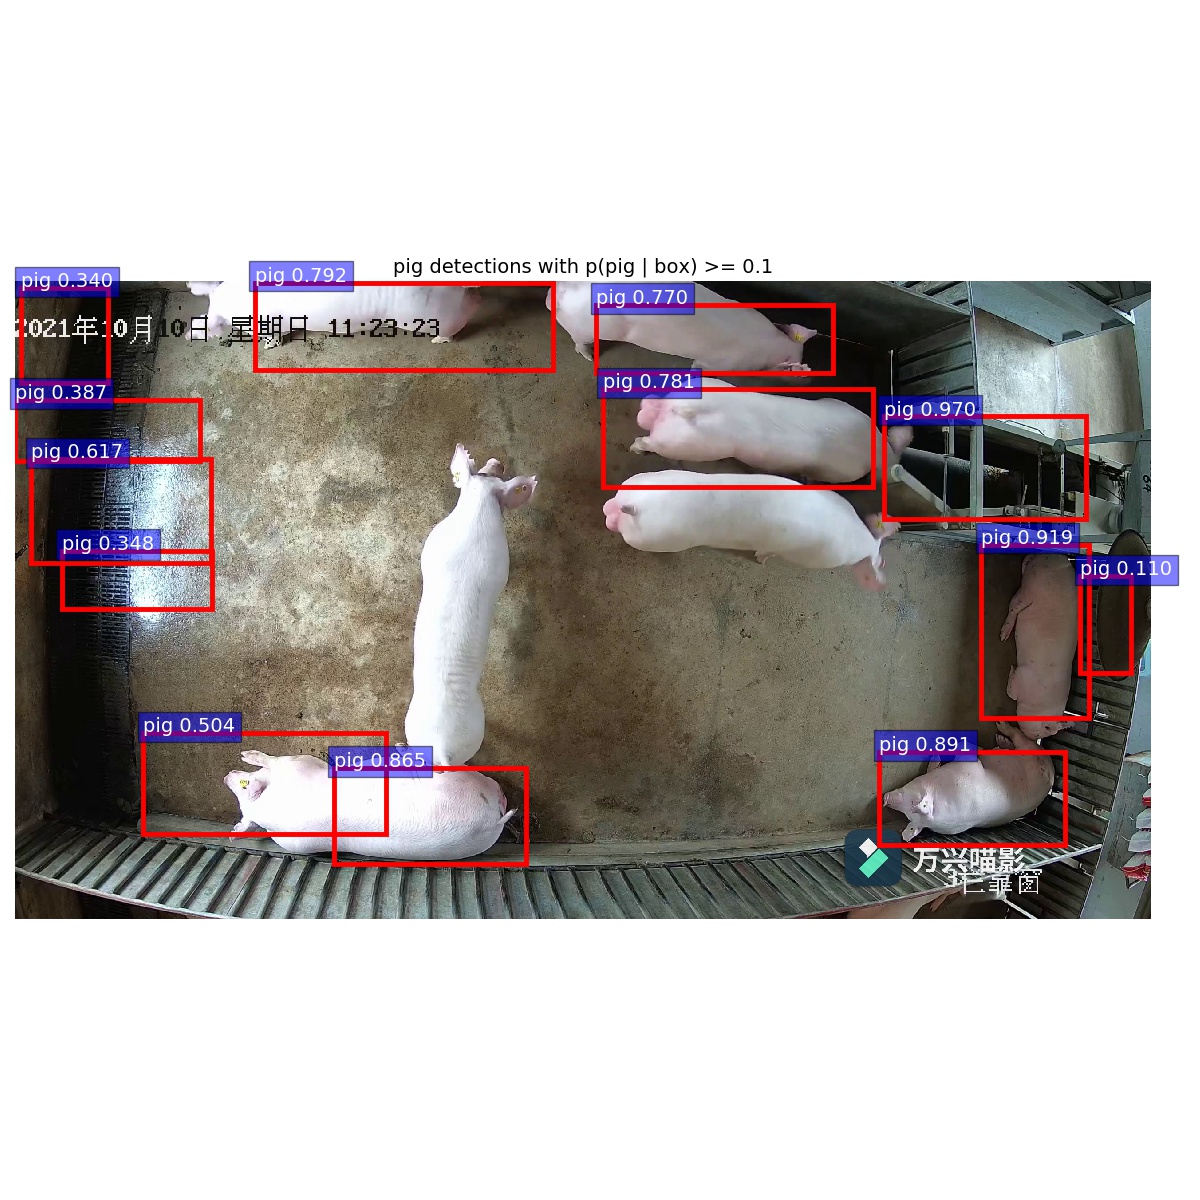 pig detections with p(pig | box) >= 0.1
pig 0.340
pig 0.792
pig 0.770
2021年10月10日 星期日 11:23:23
pig 0.387
pig 0.781
pig 0.970
pig 0.617
pig 0.348
pig 0.919
pig 0.110
pig 0.504
pig 0.865
pig 0.891
万兴喵影